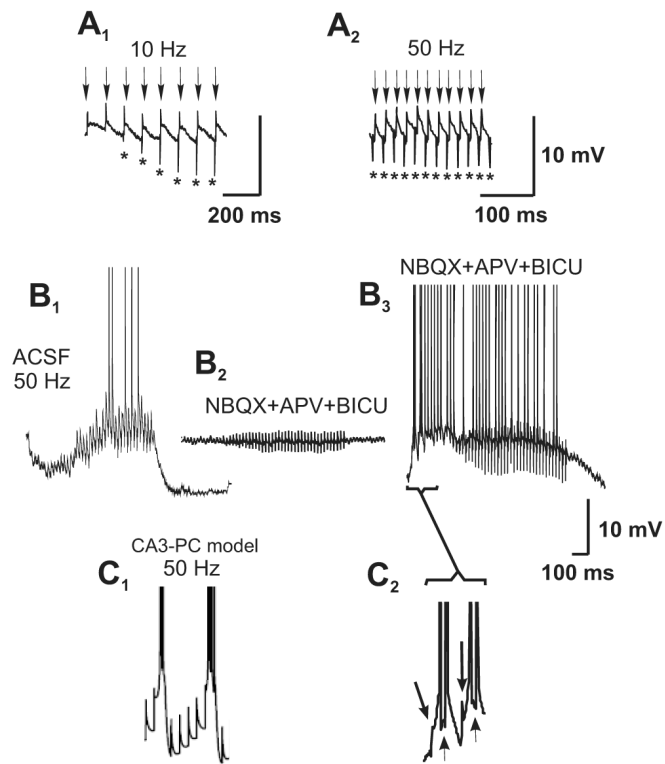 A1
A2
10 Hz
50 Hz
* * * * * *
* * * * * * * * * * * *
10 mV
200 ms
100 ms
NBQX+APV+BICU
B1
B3
ACSF
50 Hz
B2
NBQX+APV+BICU
10 mV
100 ms
CA3-PC model
50 Hz
C1
C2